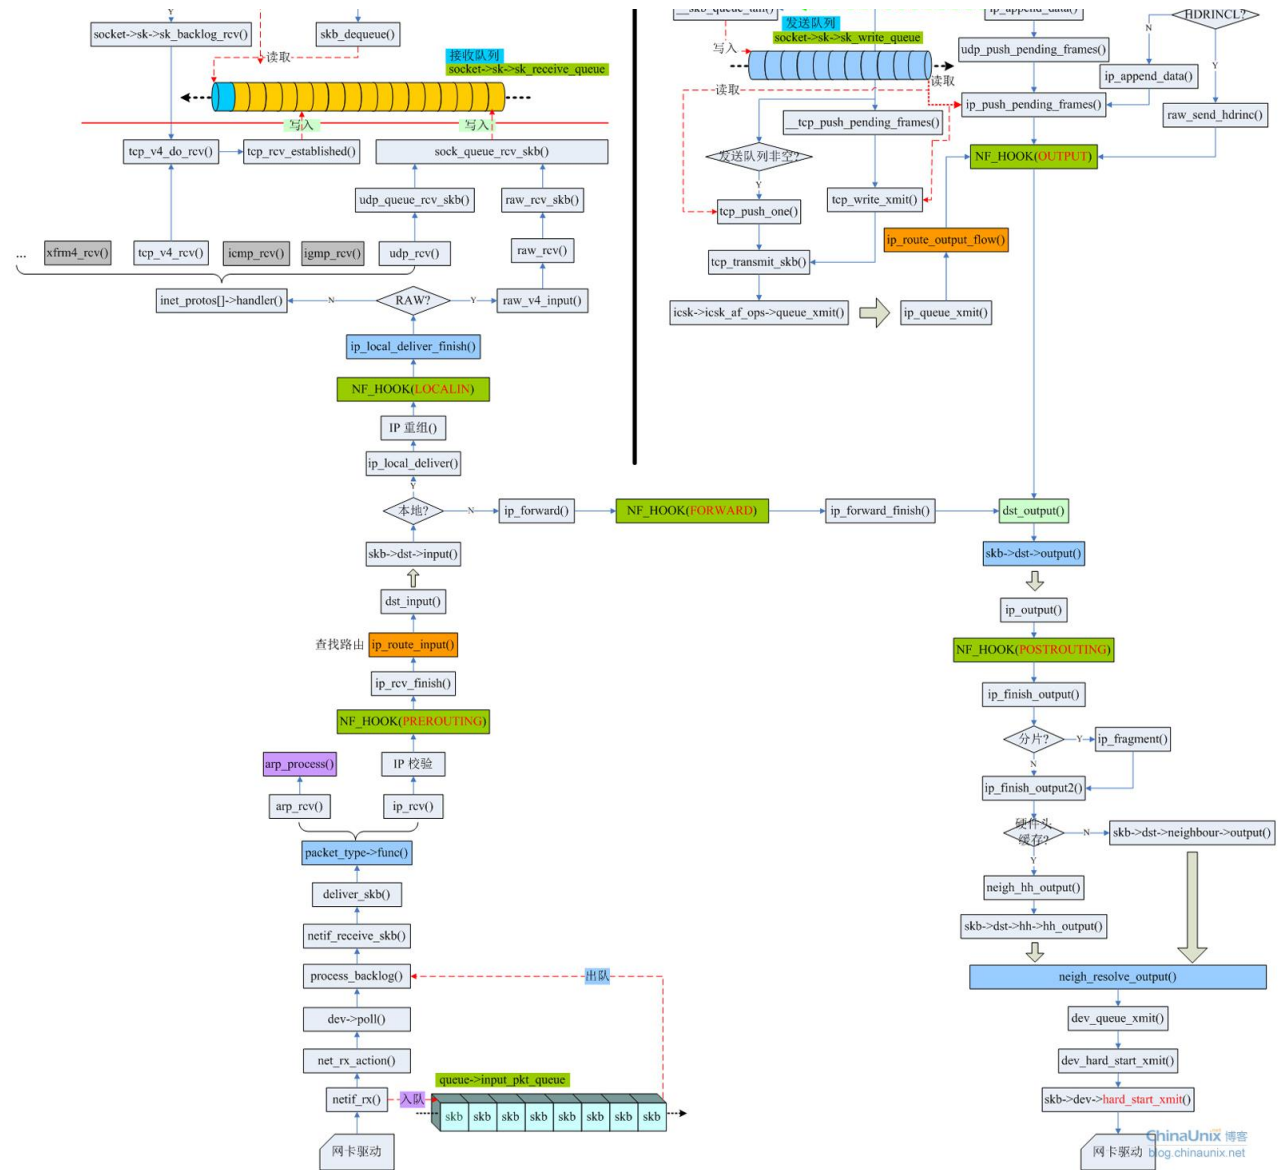 Y
socket->sk->sk_backlog_rcv()
skb_dequeue()
读取
接收队列
socket->sk->sk_receive_queue
写入
写入
tcp_v4_do_rcv()
tcp_rcv_established()
sock_queue_rcv_skb()
udp_queue_rcv_skb()
raw_rcv_skb()
...
xfrm4_rcv()
tcp_v4_rcv()
icmp_rcv()
igmp_rcv()
udp_rcv()
raw_rcv()
inet_protos[]->handler()
N
RAW?
Y
raw_v4_input()
ip_local_deliver_finish()
NF_HOOK(LOCALIN)
IP 重组()
ip_local_deliver()
Y
本地?
N
ip_forward()
NF_HOOK(FORWARD)
ip_forward_finish()
dst_output()
skb->dst->input()
dst_input()
查找路由
ip_route_input()
ip_rcv_finish()
NF_HOOK(PREROUTING)
arp_process()
IP 校验
arp_rcv()
ip_rcv()
packet_type->func()
deliver_skb()
netif_receive_skb()
process_backlog()
出队
dev->poll()
net_rx_action()
queue->input_pkt_queue
netif_rx()
入队
skb skb skb skb skb skb skb skb
网卡驱动
__skb_queue_tail()
发送队列
socket->sk->sk_write_queue
写入
读取
读取
ip_append_data()
HDRINCL?
udp_push_pending_frames()
N
Y
ip_append_data()
ip_push_pending_frames()
raw_send_hdrinc()
__tcp_push_pending_frames()
发送队列非空?
Y
NF_HOOK(OUTPUT)
tcp_push_one()
tcp_write_xmit()
ip_route_output_flow()
tcp_transmit_skb()
icsk->icsk_af_ops->queue_xmit()
ip_queue_xmit()
skb->dst->output()
ip_output()
NF_HOOK(POSTROUTING)
ip_finish_output()
分片?
Y
ip_fragment()
N
ip_finish_output2()
硬件头
缓存?
N
skb->dst->neighbour->output()
Y
neigh_hh_output()
skb->dst->hh->hh_output()
neigh_resolve_output()
dev_queue_xmit()
dev_hard_start_xmit()
skb->dev->hard_start_xmit()
网卡驱动
ChinaUnix 博客
blog.chinaunix.net